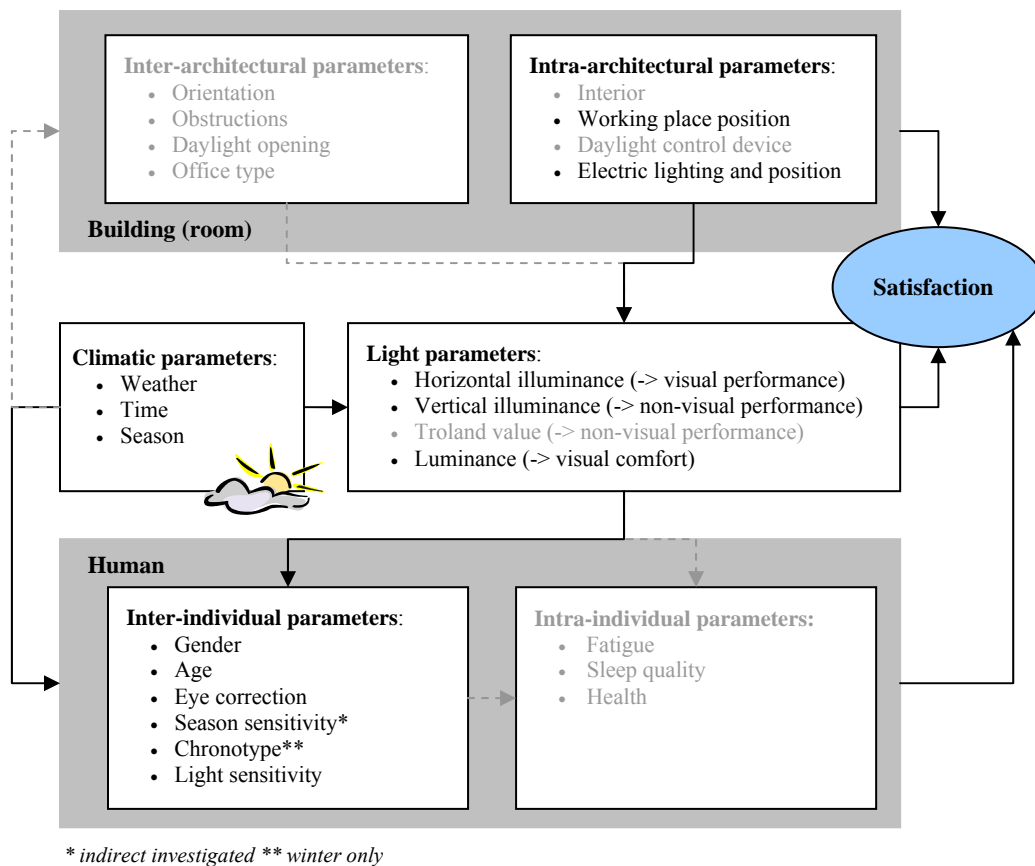 Inter-architectural parameters:
• Orientation
• Obstructions
• Daylight opening
• Office type
Intra-architectural parameters:
• Interior
• Working place position
• Daylight control device
• Electric lighting and position
Building (room)
Satisfaction
Climatic parameters:
• Weather
• Time
• Season
Light parameters:
• Horizontal illuminance (-> visual performance)
• Vertical illuminance (-> non-visual performance)
• Troland value (-> non-visual performance)
• Luminance (-> visual comfort)
Human
Inter-individual parameters:
• Gender
• Age
• Eye correction
• Season sensitivity*
• Chronotype**
• Light sensitivity
Intra-individual parameters:
• Fatigue
• Sleep quality
• Health
* indirect investigated ** winter only